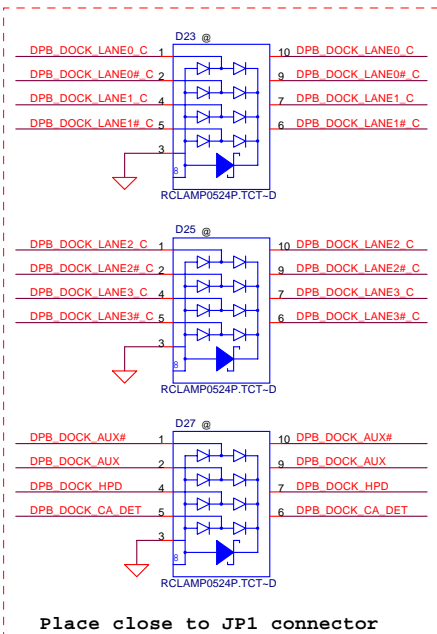 D23 @
DPB_DOCK_LANE0_C 1 10 DPB_DOCK_LANE0_C
DPB_DOCK_LANE0#_C 2 9 DPB_DOCK_LANE0#_C
DPB_DOCK_LANE1_C 4 7 DPB_DOCK_LANE1_C
DPB_DOCK_LANE1#_C 5 6 DPB_DOCK_LANE1#_C
3
8
RCLAMP0524P.TCT~D
D25 @
DPB_DOCK_LANE2_C 1 10 DPB_DOCK_LANE2_C
DPB_DOCK_LANE2#_C 2 9 DPB_DOCK_LANE2#_C
DPB_DOCK_LANE3_C 4 7 DPB_DOCK_LANE3_C
DPB_DOCK_LANE3#_C 5 6 DPB_DOCK_LANE3#_C
3
8
RCLAMP0524P.TCT~D
D27 @
DPB_DOCK_AUX# 1 10 DPB_DOCK_AUX#
DPB_DOCK_AUX 2 9 DPB_DOCK_AUX
DPB_DOCK_HPD 4 7 DPB_DOCK_HPD
DPB_DOCK_CA_DET 5 6 DPB_DOCK_CA_DET
3
8
RCLAMP0524P.TCT~D
Place close to JP1 connector